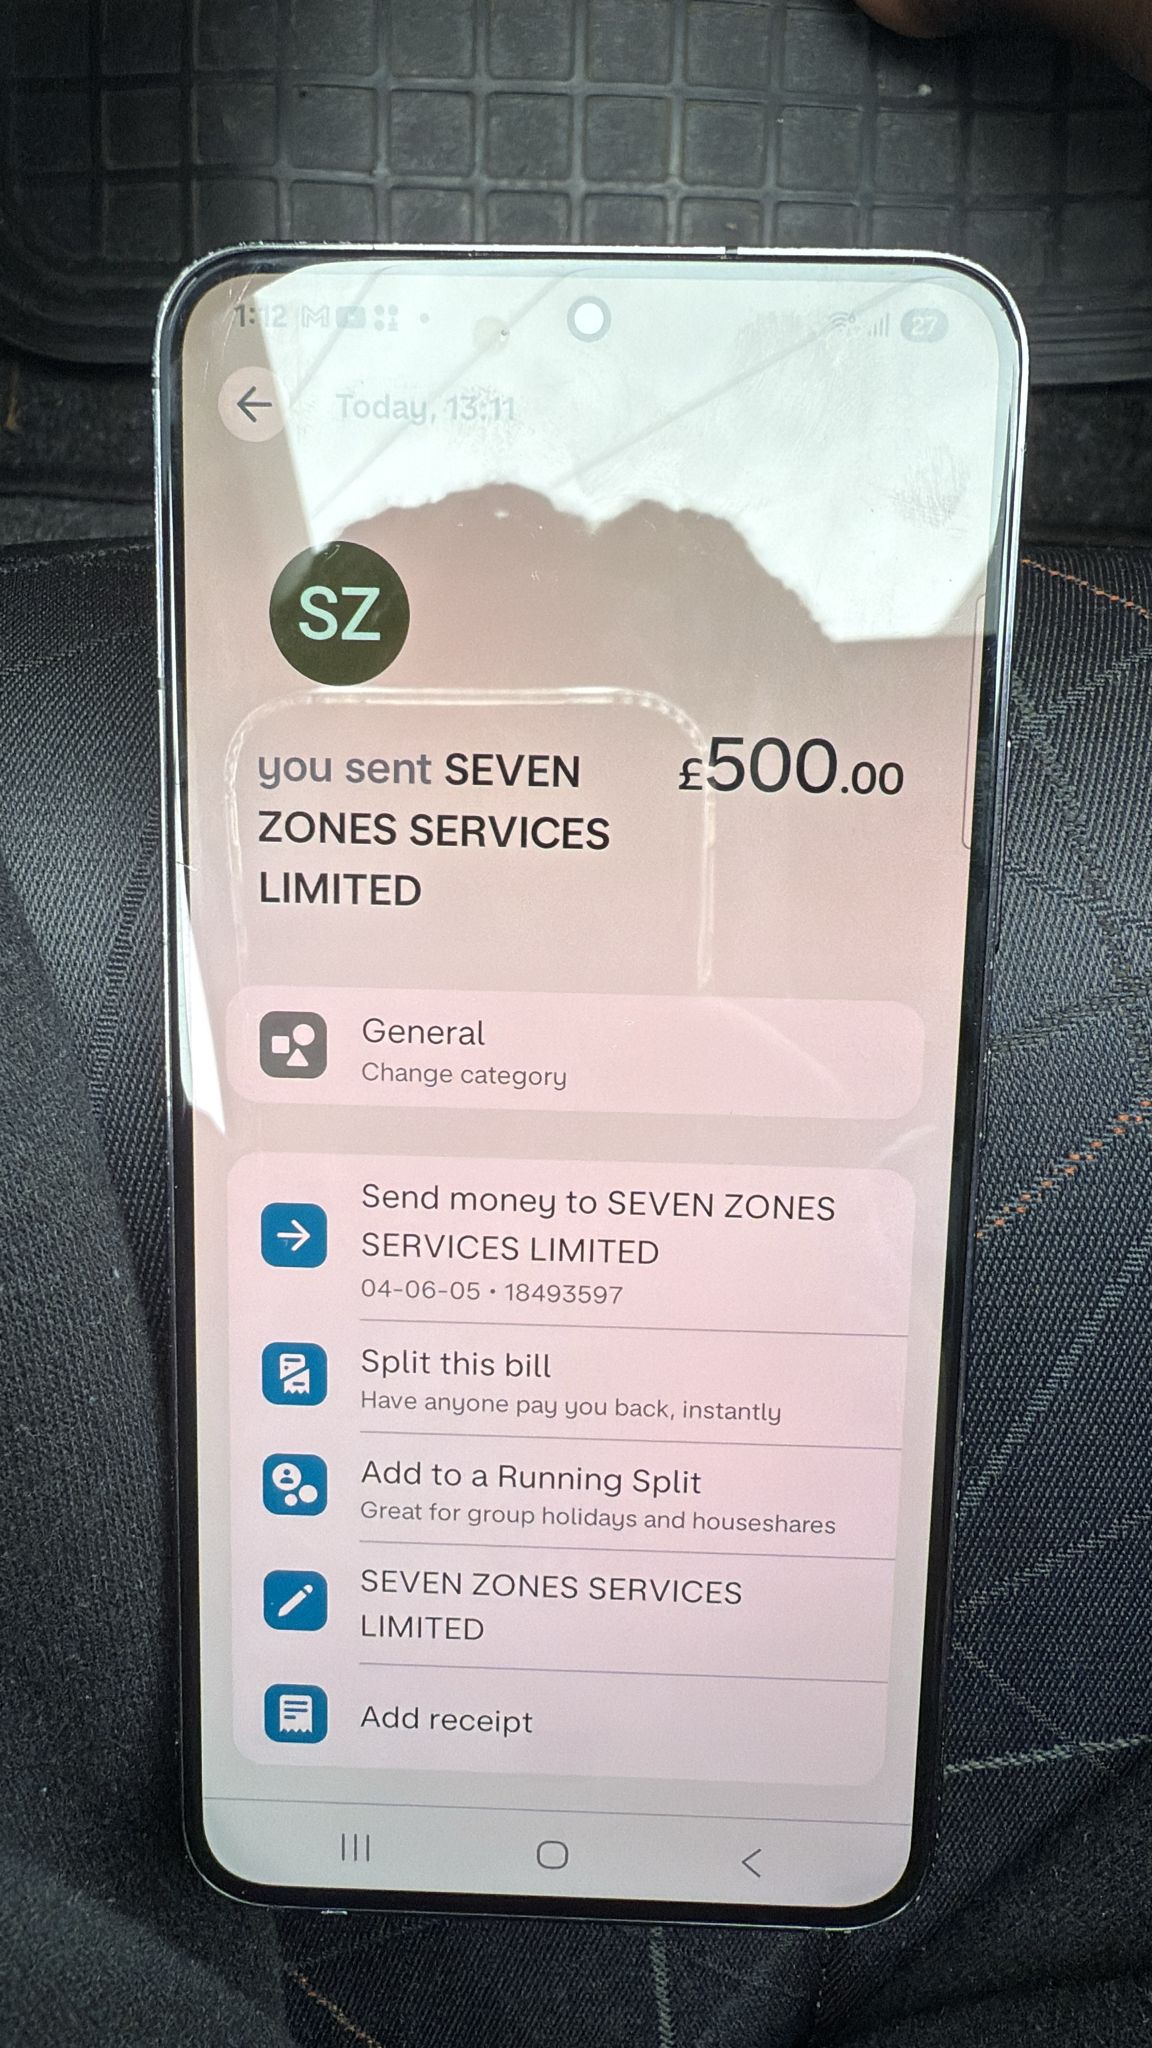 1:12
27
Today, 13:11
SZ
you sent SEVEN £500.00
ZONES SERVICES
LIMITED
General
Change category
Send money to SEVEN ZONES
SERVICES LIMITED
04-06-05 • 18493597
Split this bill
Have anyone pay you back, instantly
Add to a Running Split
Great for group holidays and houseshares
SEVEN ZONES SERVICES
LIMITED
Add receipt